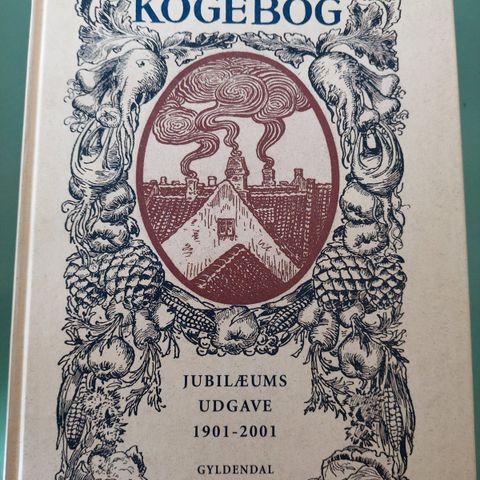 KOGEBOG
JUBILÆUMS
UDGAVE
1901-2001
GYLDENDAL